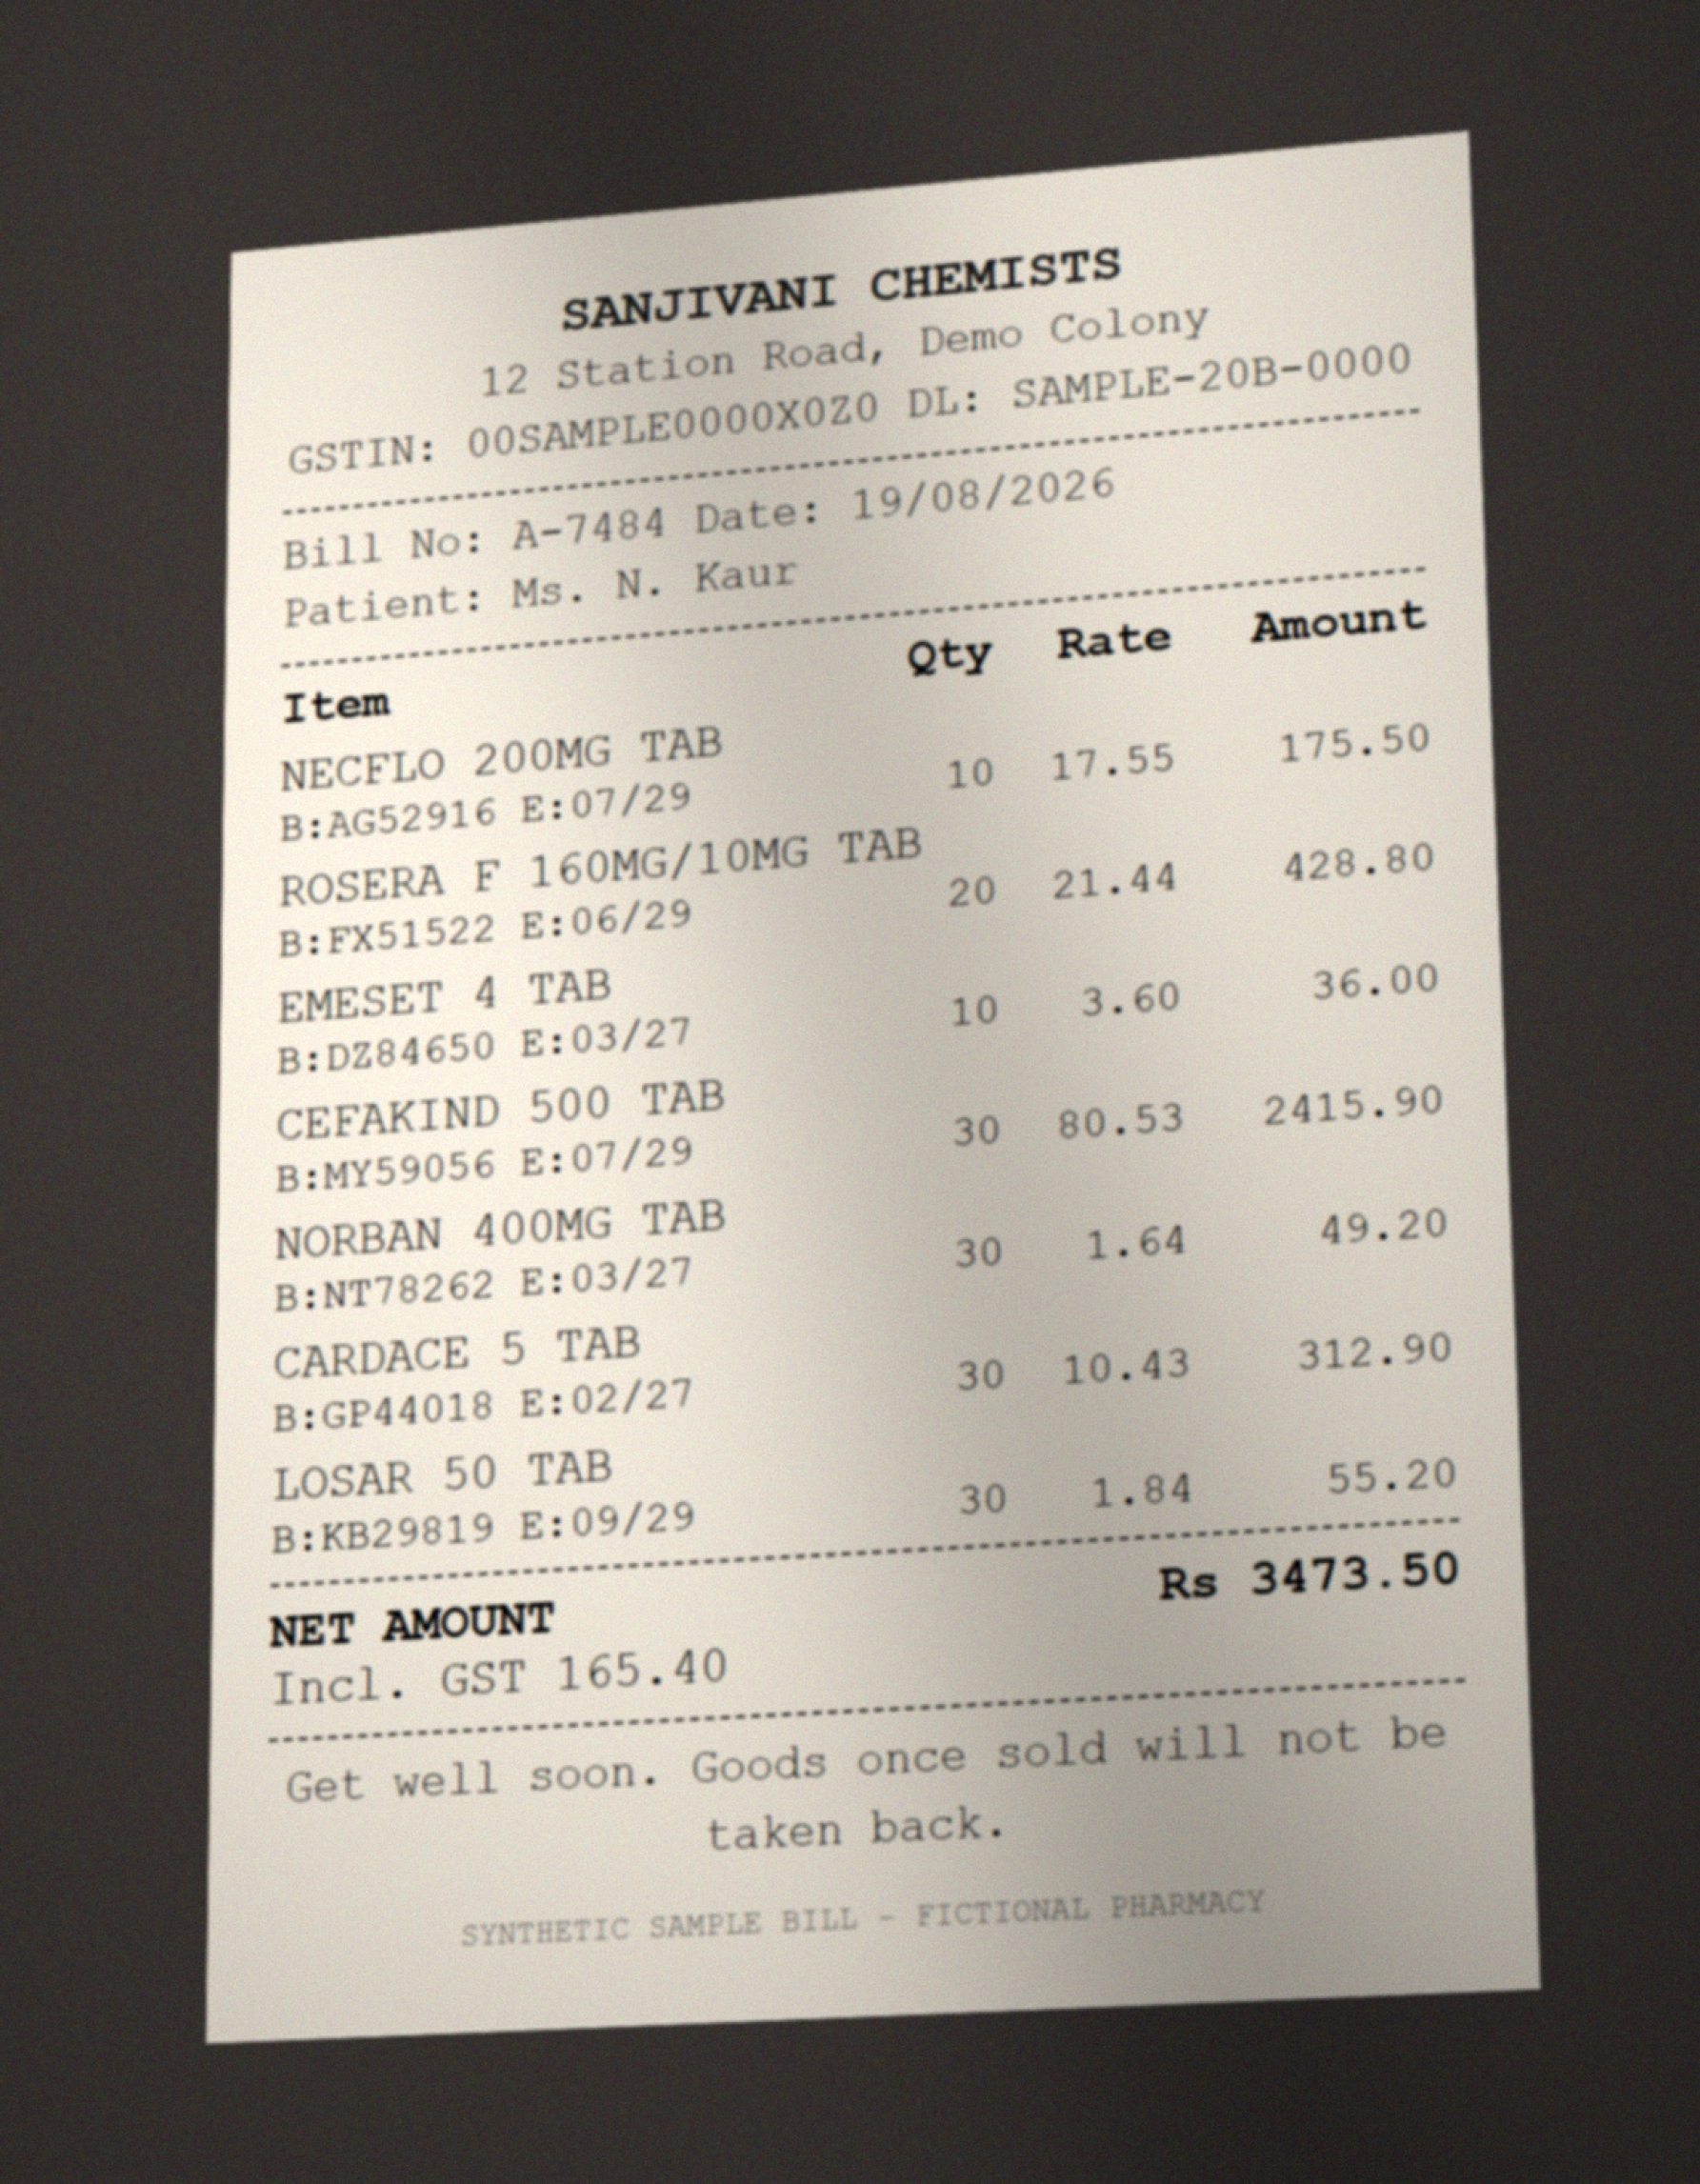 SANJIVANI CHEMISTS
12 Station Road, Demo Colony
GSTIN: 00SAMPLE0000X0Z0 DL: SAMPLE-20B-0000
Bill No: A-7484 Date: 19/08/2026
Patient: Ms. N. Kaur
Item Qty Rate Amount
NECFLO 200MG TAB 10 17.55 175.50
B:AG52916 E:07/29
ROSERA F 160MG/10MG TAB 20 21.44 428.80
B:FX51522 E:06/29
EMESET 4 TAB 10 3.60 36.00
B:DZ84650 E:03/27
CEFAKIND 500 TAB 30 80.53 2415.90
B:MY59056 E:07/29
NORBAN 400MG TAB 30 1.64 49.20
B:NT78262 E:03/27
CARDACE 5 TAB 30 10.43 312.90
B:GP44018 E:02/27
LOSAR 50 TAB 30 1.84 55.20
B:KB29819 E:09/29
NET AMOUNT Rs 3473.50
Incl. GST 165.40
Get well soon. Goods once sold will not be
taken back.
SYNTHETIC SAMPLE BILL - FICTIONAL PHARMACY